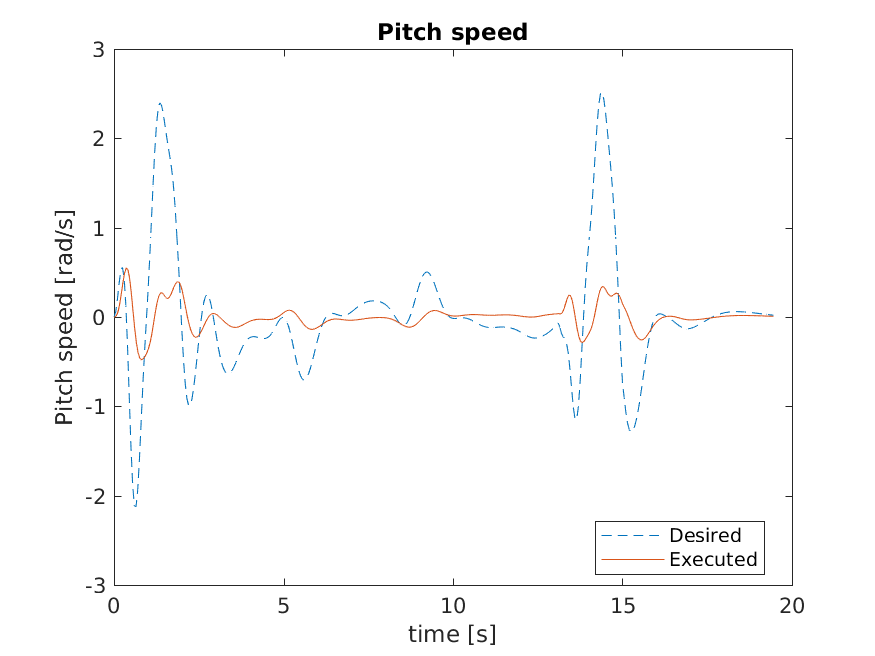 Pitch speed
3
2
1
0
-1
-2
-3
Pitch speed [rad/s]
0
5
10
15
20
time [s]
Desired
Executed